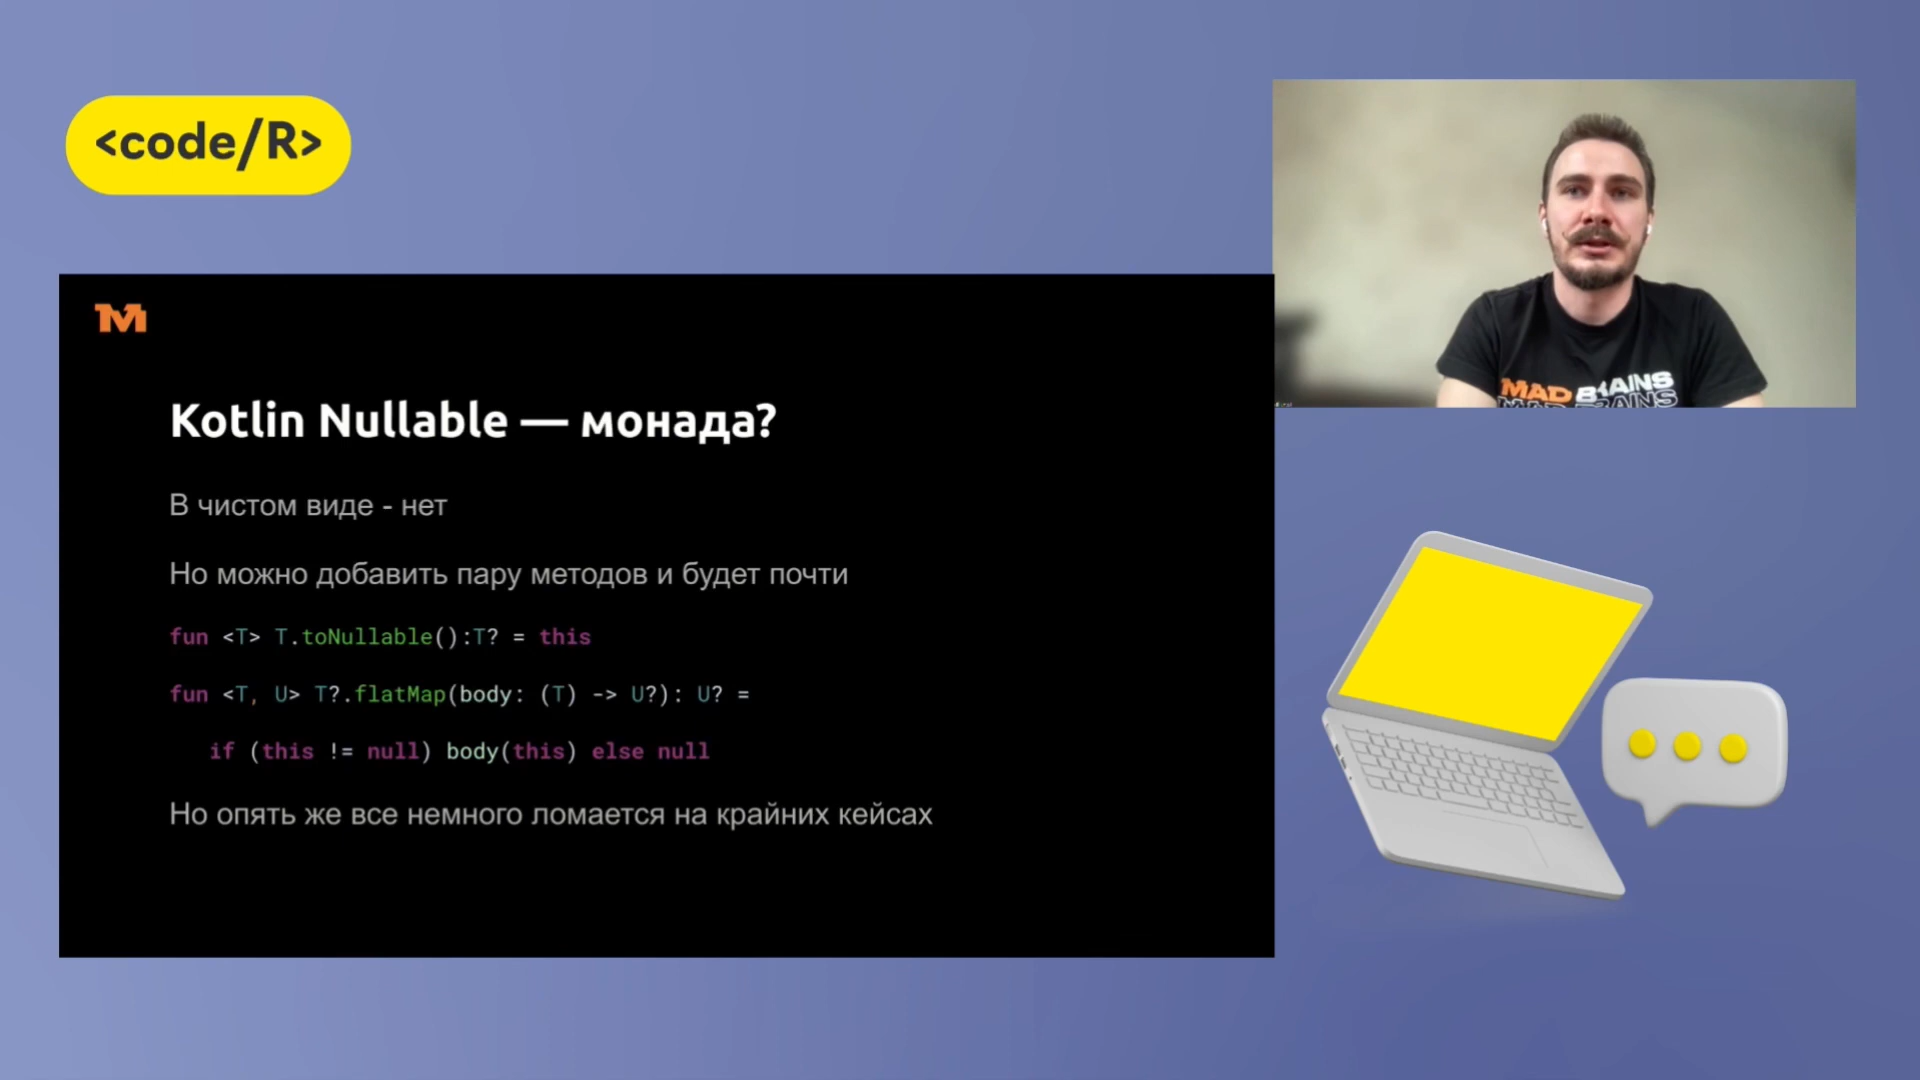 <code/R>
Kotlin Nullable — монада?
В чистом виде - нет
Но можно добавить пару методов и будет почти
fun <T> T.toNullable():T? = this
fun <T, U> T?.flatMap(body: (T) -> U?): U? =
if (this != null) body(this) else null
Но опять же все немного ломается на крайних кейсах
MAD BRAINS
MAD BRAINS